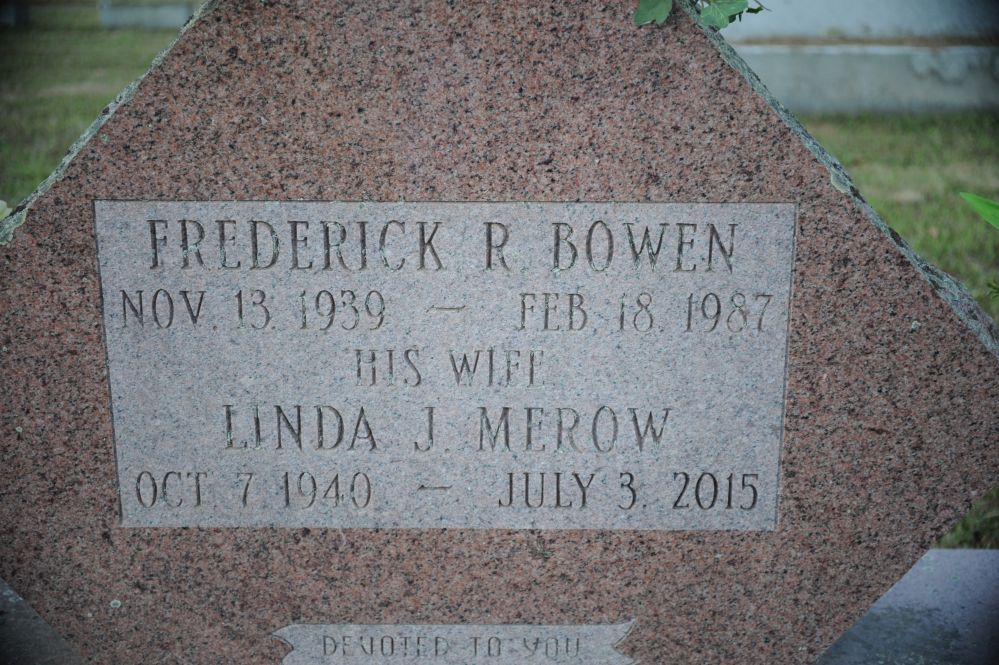 FREDERICK R BOWEN
NOV. 13. 1939 — FEB 18. 1987
HIS WIFE
LINDA J. MEROW
OCT 7 1940 — JULY 3. 2015
DEVOTED TO YOU